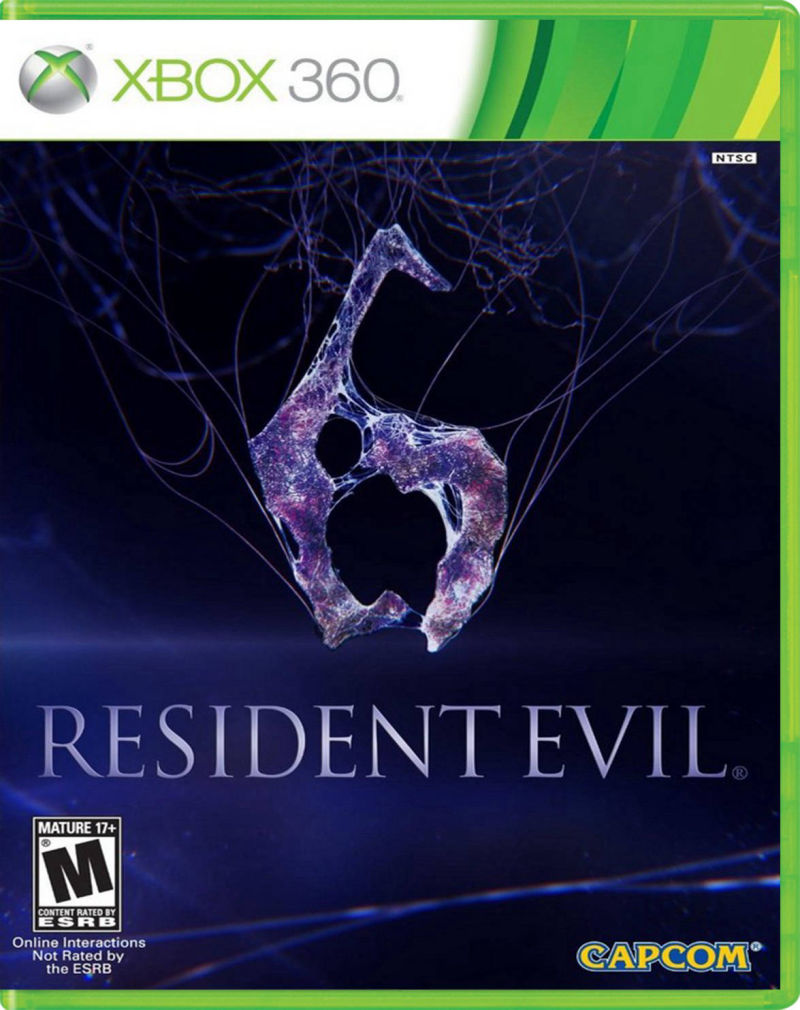 XBOX 360
NTSC
6
RESIDENT EVIL®
MATURE 17+
M®
CONTENT RATED BY
ESRB
Online Interactions
Not Rated by
the ESRB
CAPCOM®